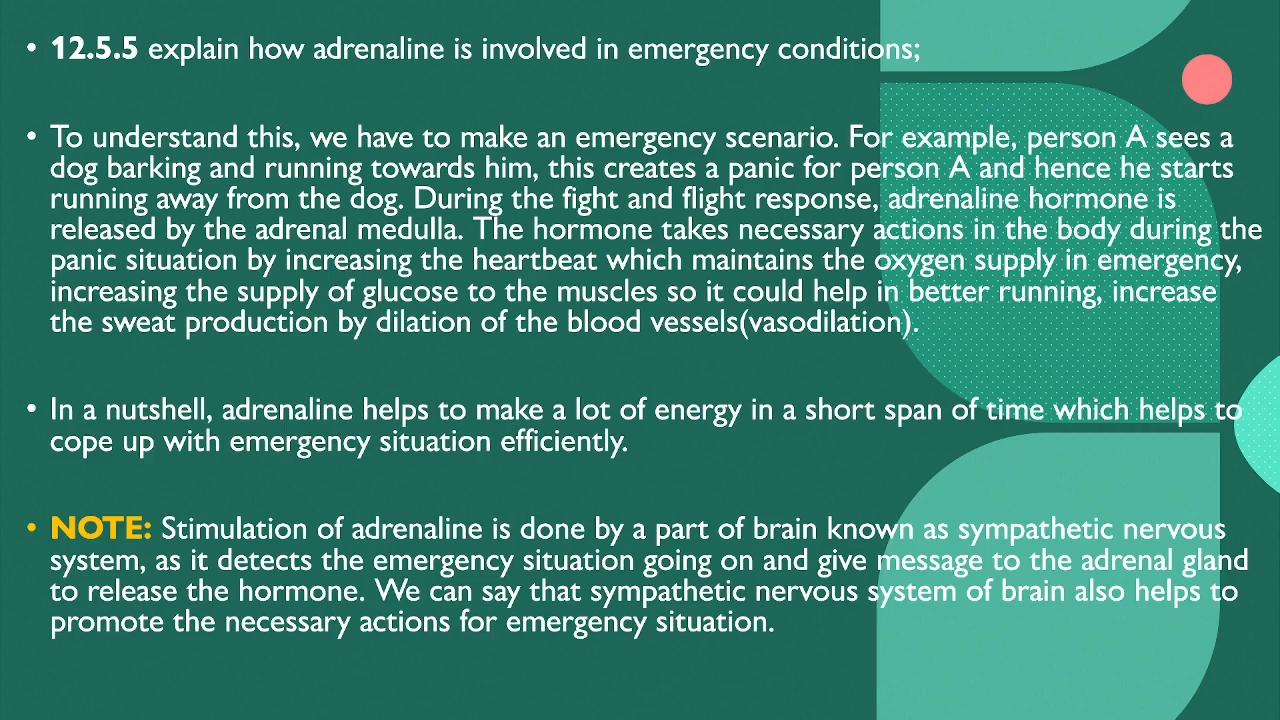 • 12.5.5 explain how adrenaline is involved in emergency conditions;
• To understand this, we have to make an emergency scenario. For example, person A sees a
dog barking and running towards him, this creates a panic for person A and hence he starts
running away from the dog. During the fight and flight response, adrenaline hormone is
released by the adrenal medulla. The hormone takes necessary actions in the body during the
panic situation by increasing the heartbeat which maintains the oxygen supply in emergency,
increasing the supply of glucose to the muscles so it could help in better running, increase
the sweat production by dilation of the blood vessels(vasodilation).
• In a nutshell, adrenaline helps to make a lot of energy in a short span of time which helps to
cope up with emergency situation efficiently.
• NOTE: Stimulation of adrenaline is done by a part of brain known as sympathetic nervous
system, as it detects the emergency situation going on and give message to the adrenal gland
to release the hormone. We can say that sympathetic nervous system of brain also helps to
promote the necessary actions for emergency situation.